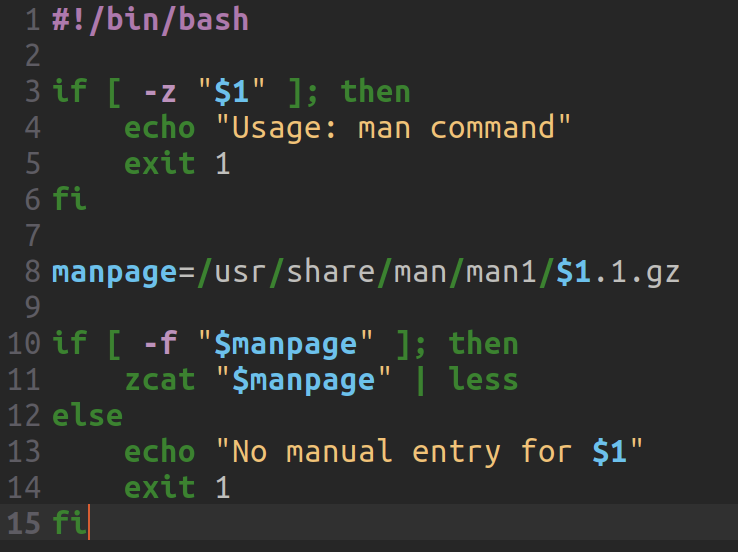 1 #!/bin/bash
2
3 if [ -z "$1" ]; then
4     echo "Usage: man command"
5     exit 1
6 fi
7
8 manpage=/usr/share/man/man1/$1.1.gz
9
10 if [ -f "$manpage" ]; then
11     zcat "$manpage" | less
12 else
13     echo "No manual entry for $1"
14     exit 1
15 fi